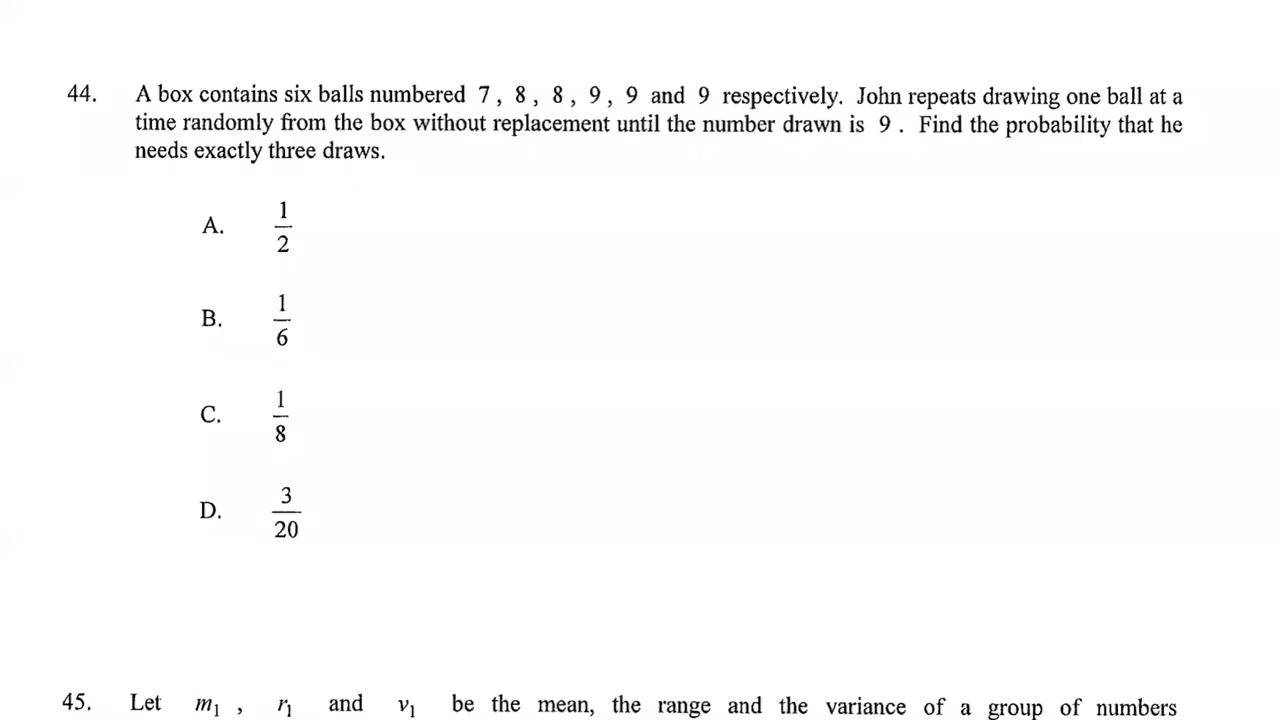 44. A box contains six balls numbered 7 , 8 , 8 , 9 , 9 and 9 respectively. John repeats drawing one ball at a
time randomly from the box without replacement until the number drawn is 9 . Find the probability that he
needs exactly three draws.
A. 1/2
B. 1/6
C. 1/8
D. 3/20
45. Let m₁ , r₁ and v₁ be the mean, the range and the variance of a group of numbers